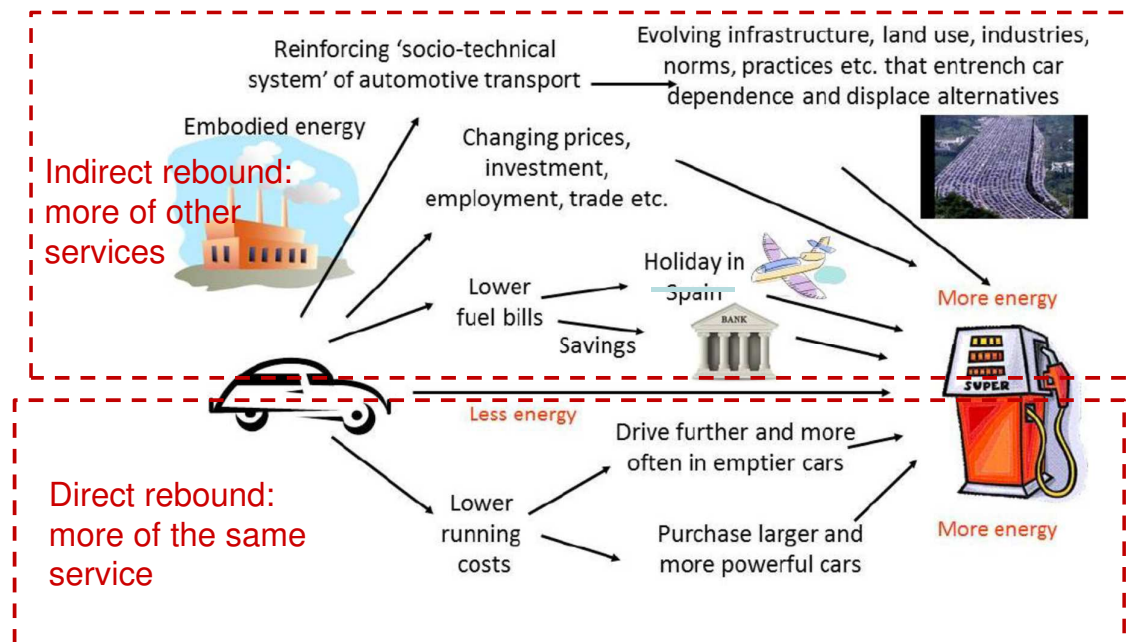 Reinforcing ‘socio-technical
system’ of automotive transport
Evolving infrastructure, land use, industries,
norms, practices etc. that entrench car
dependence and displace alternatives
Embodied energy
Changing prices,
investment,
employment, trade etc.
Indirect rebound:
more of other
services
Holiday in
Spain
Lower
fuel bills
Savings
BANK
More energy
SUPER
Less energy
Drive further and more
often in emptier cars
Direct rebound:
more of the same
service
Lower
running
costs
Purchase larger and
more powerful cars
More energy